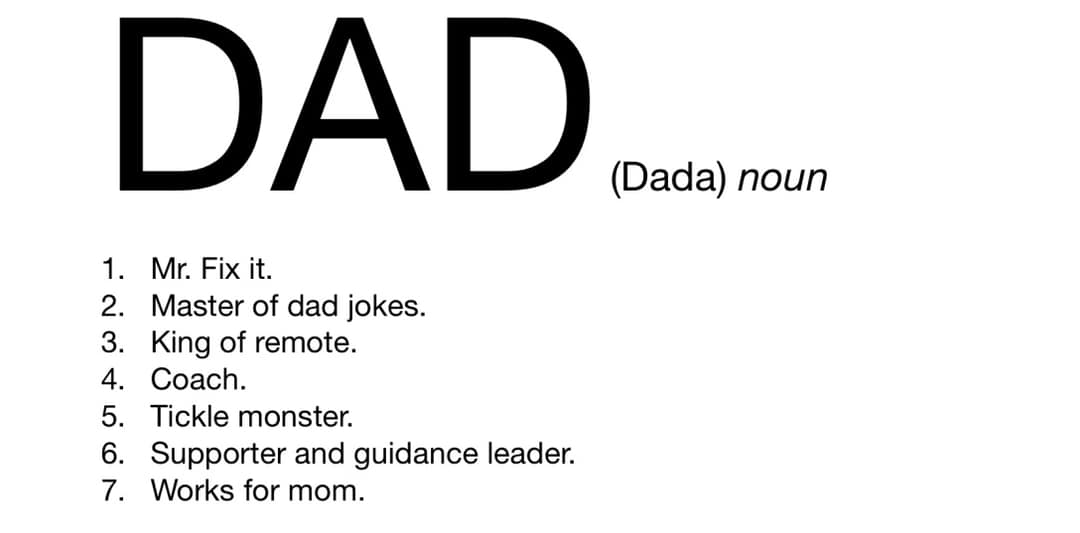 DAD (Dada) noun
1. Mr. Fix it.
2. Master of dad jokes.
3. King of remote.
4. Coach.
5. Tickle monster.
6. Supporter and guidance leader.
7. Works for mom.